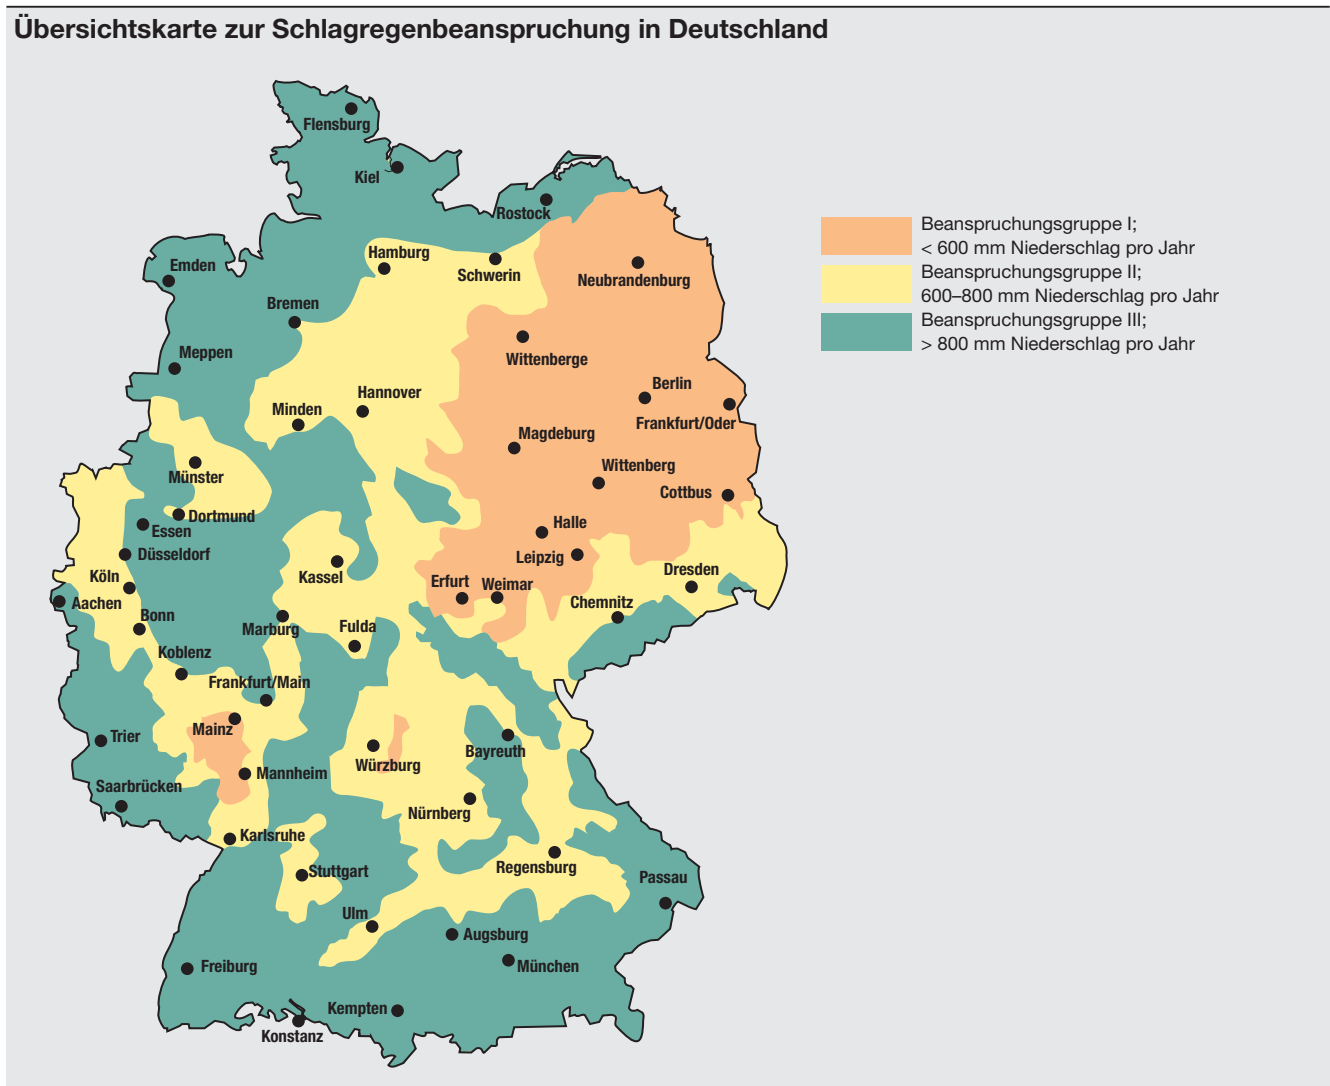 Übersichtskarte zur Schlagregenbeanspruchung in Deutschland
Flensburg
Kiel
Rostock
Hamburg
Schwerin
Neubrandenburg
Emden
Bremen
Meppen
Wittenberge
Hannover
Minden
Berlin
Frankfurt/Oder
Magdeburg
Wittenberg
Cottbus
Münster
Dortmund
Essen
Düsseldorf
Halle
Leipzig
Köln
Kassel
Erfurt
Weimar
Dresden
Aachen
Bonn
Chemnitz
Marburg
Fulda
Koblenz
Frankfurt/Main
Mainz
Trier
Bayreuth
Würzburg
Mannheim
Saarbrücken
Nürnberg
Karlsruhe
Stuttgart
Regensburg
Passau
Ulm
Augsburg
Freiburg
München
Kempten
Konstanz
Beanspruchungsgruppe I;
< 600 mm Niederschlag pro Jahr
Beanspruchungsgruppe II;
600–800 mm Niederschlag pro Jahr
Beanspruchungsgruppe III;
> 800 mm Niederschlag pro Jahr